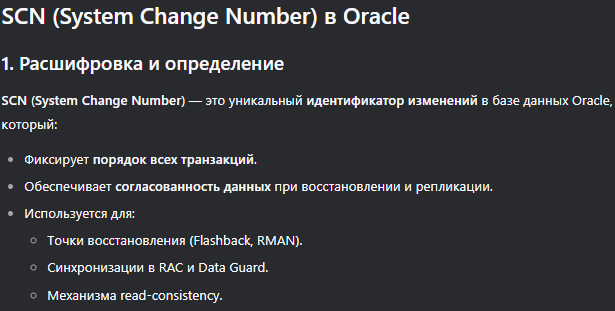 SCN (System Change Number) в Oracle
1. Расшифровка и определение
SCN (System Change Number) — это уникальный идентификатор изменений в базе данных Oracle,
который:
Фиксирует порядок всех транзакций.
Обеспечивает согласованность данных при восстановлении и репликации.
Используется для:
Точки восстановления (Flashback, RMAN).
Синхронизации в RAC и Data Guard.
Механизма read-consistency.